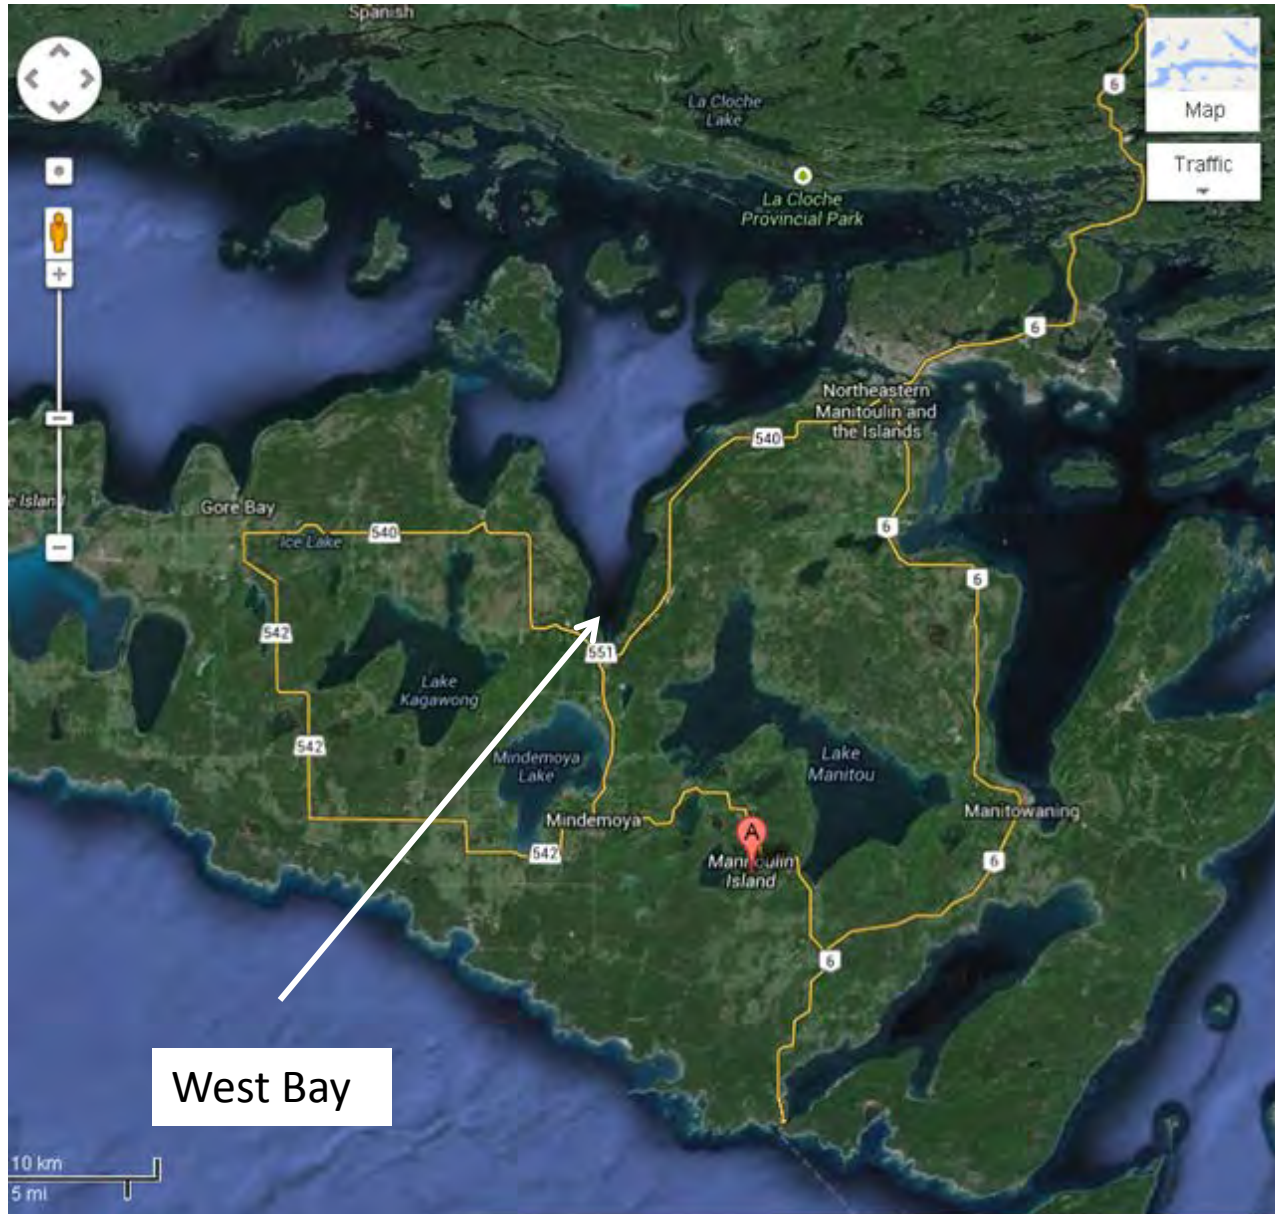 Spanish
6
Map
Traffic
La Cloche
Lake
La Cloche
Provincial Park
6
Northeastern
Manitoulin and
the Islands
540
e Island
Gore Bay
540
Ice Lake
6
6
542
551
Lake
Kagawong
542
Mindemoya
Lake
Lake
Manitou
Mindemoya
Manitowaning
A
542
Manitoulin
Island
6
6
West Bay
10 km
5 mi